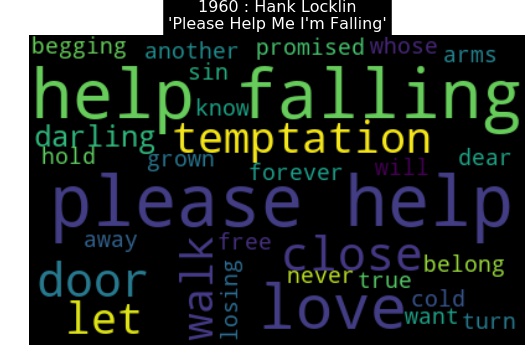 1960 : Hank Locklin
'Please Help Me I'm Falling'
begging another promised whose arms
sin
help falling
know
darling temptation
hold grown dear
forever will
please help
away walk free close
belong
door losing never true
let love cold
want turn